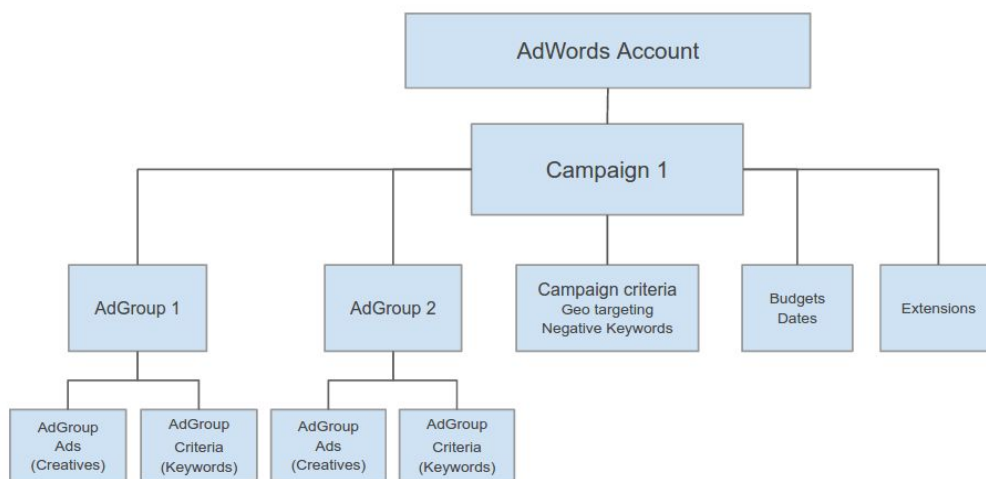 AdWords Account
Campaign 1
AdGroup 1
AdGroup 2
Campaign criteria
Geo targeting
Negative Keywords
Budgets
Dates
Extensions
AdGroup
Ads
(Creatives)
AdGroup
Criteria
(Keywords)
AdGroup
Ads
(Creatives)
AdGroup
Criteria
(Keywords)